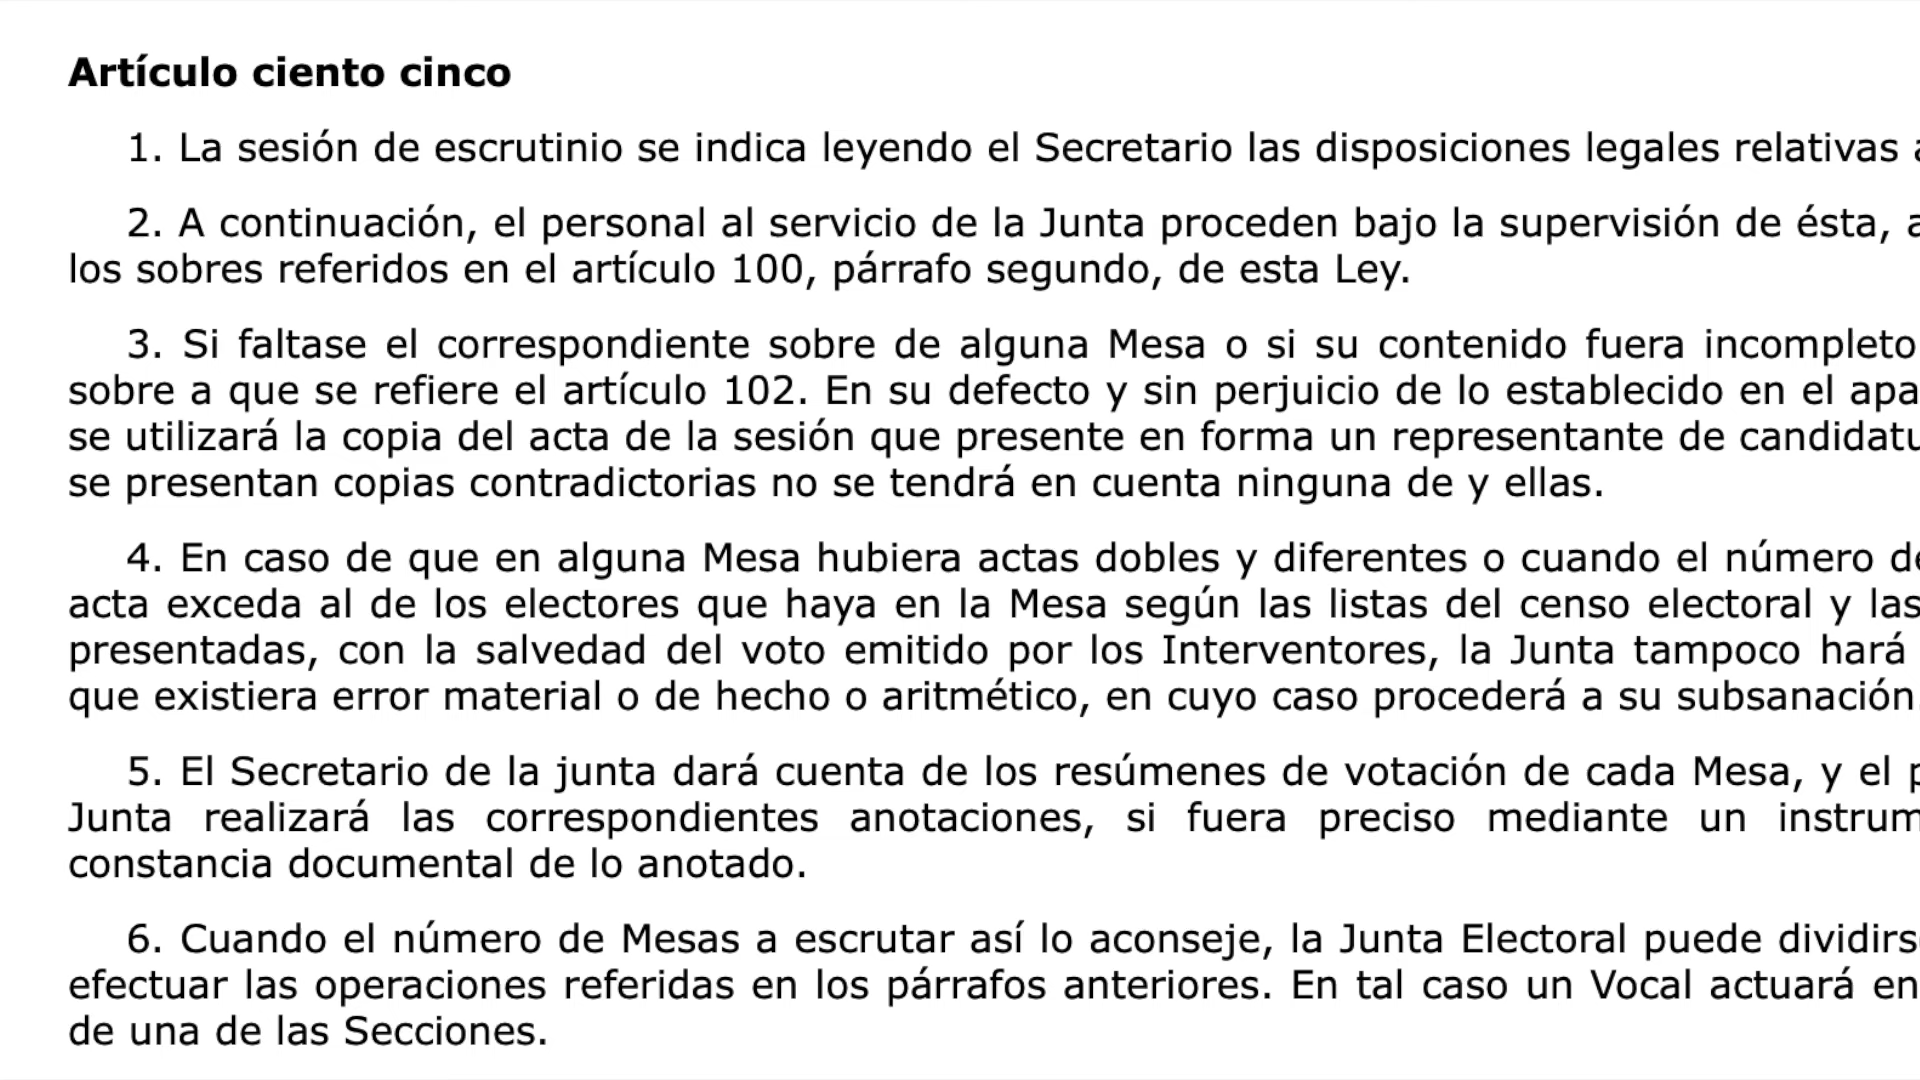 Artículo ciento cinco
1. La sesión de escrutinio se indica leyendo el Secretario las disposiciones legales relativas
2. A continuación, el personal al servicio de la Junta proceden bajo la supervisión de ésta,
los sobres referidos en el artículo 100, párrafo segundo, de esta Ley.
3. Si faltase el correspondiente sobre de alguna Mesa o si su contenido fuera incompleto
sobre a que se refiere el artículo 102. En su defecto y sin perjuicio de lo establecido en el
se utilizará la copia del acta de la sesión que presente en forma un representante de
se presentan copias contradictorias no se tendrá en cuenta ninguna de y ellas.
4. En caso de que en alguna Mesa hubiera actas dobles y diferentes o cuando el número
acta exceda al de los electores que haya en la Mesa según las listas del censo electoral y las
presentadas, con la salvedad del voto emitido por los Interventores, la Junta tampoco hará
que existiera error material o de hecho o aritmético, en cuyo caso procederá a su subsanación.
5. El Secretario de la junta dará cuenta de los resúmenes de votación de cada Mesa, y el
Junta realizará las correspondientes anotaciones, si fuera preciso mediante un
constancia documental de lo anotado.
6. Cuando el número de Mesas a escrutar así lo aconseje, la Junta Electoral puede
efectuar las operaciones referidas en los párrafos anteriores. En tal caso un Vocal actuará en
de una de las Secciones.